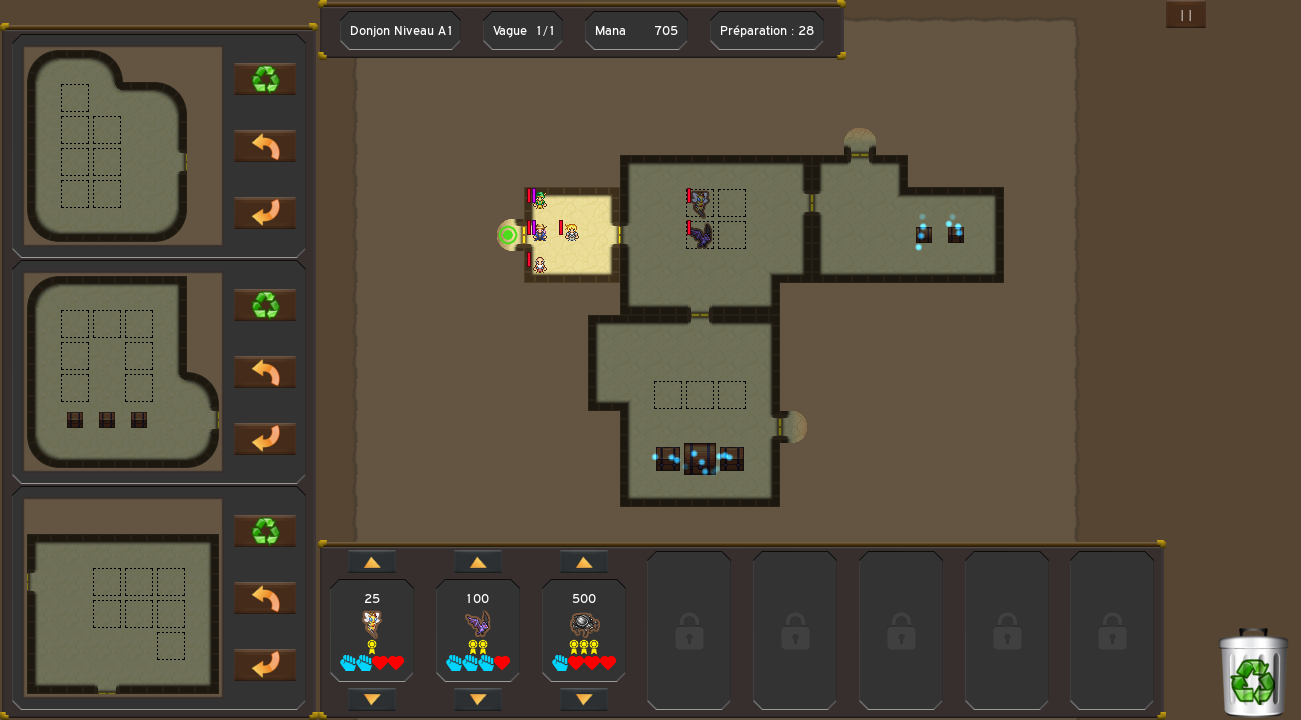 Donjon Niveau A1
Vague 1/1
Mana 705
Préparation : 28
25
100
500